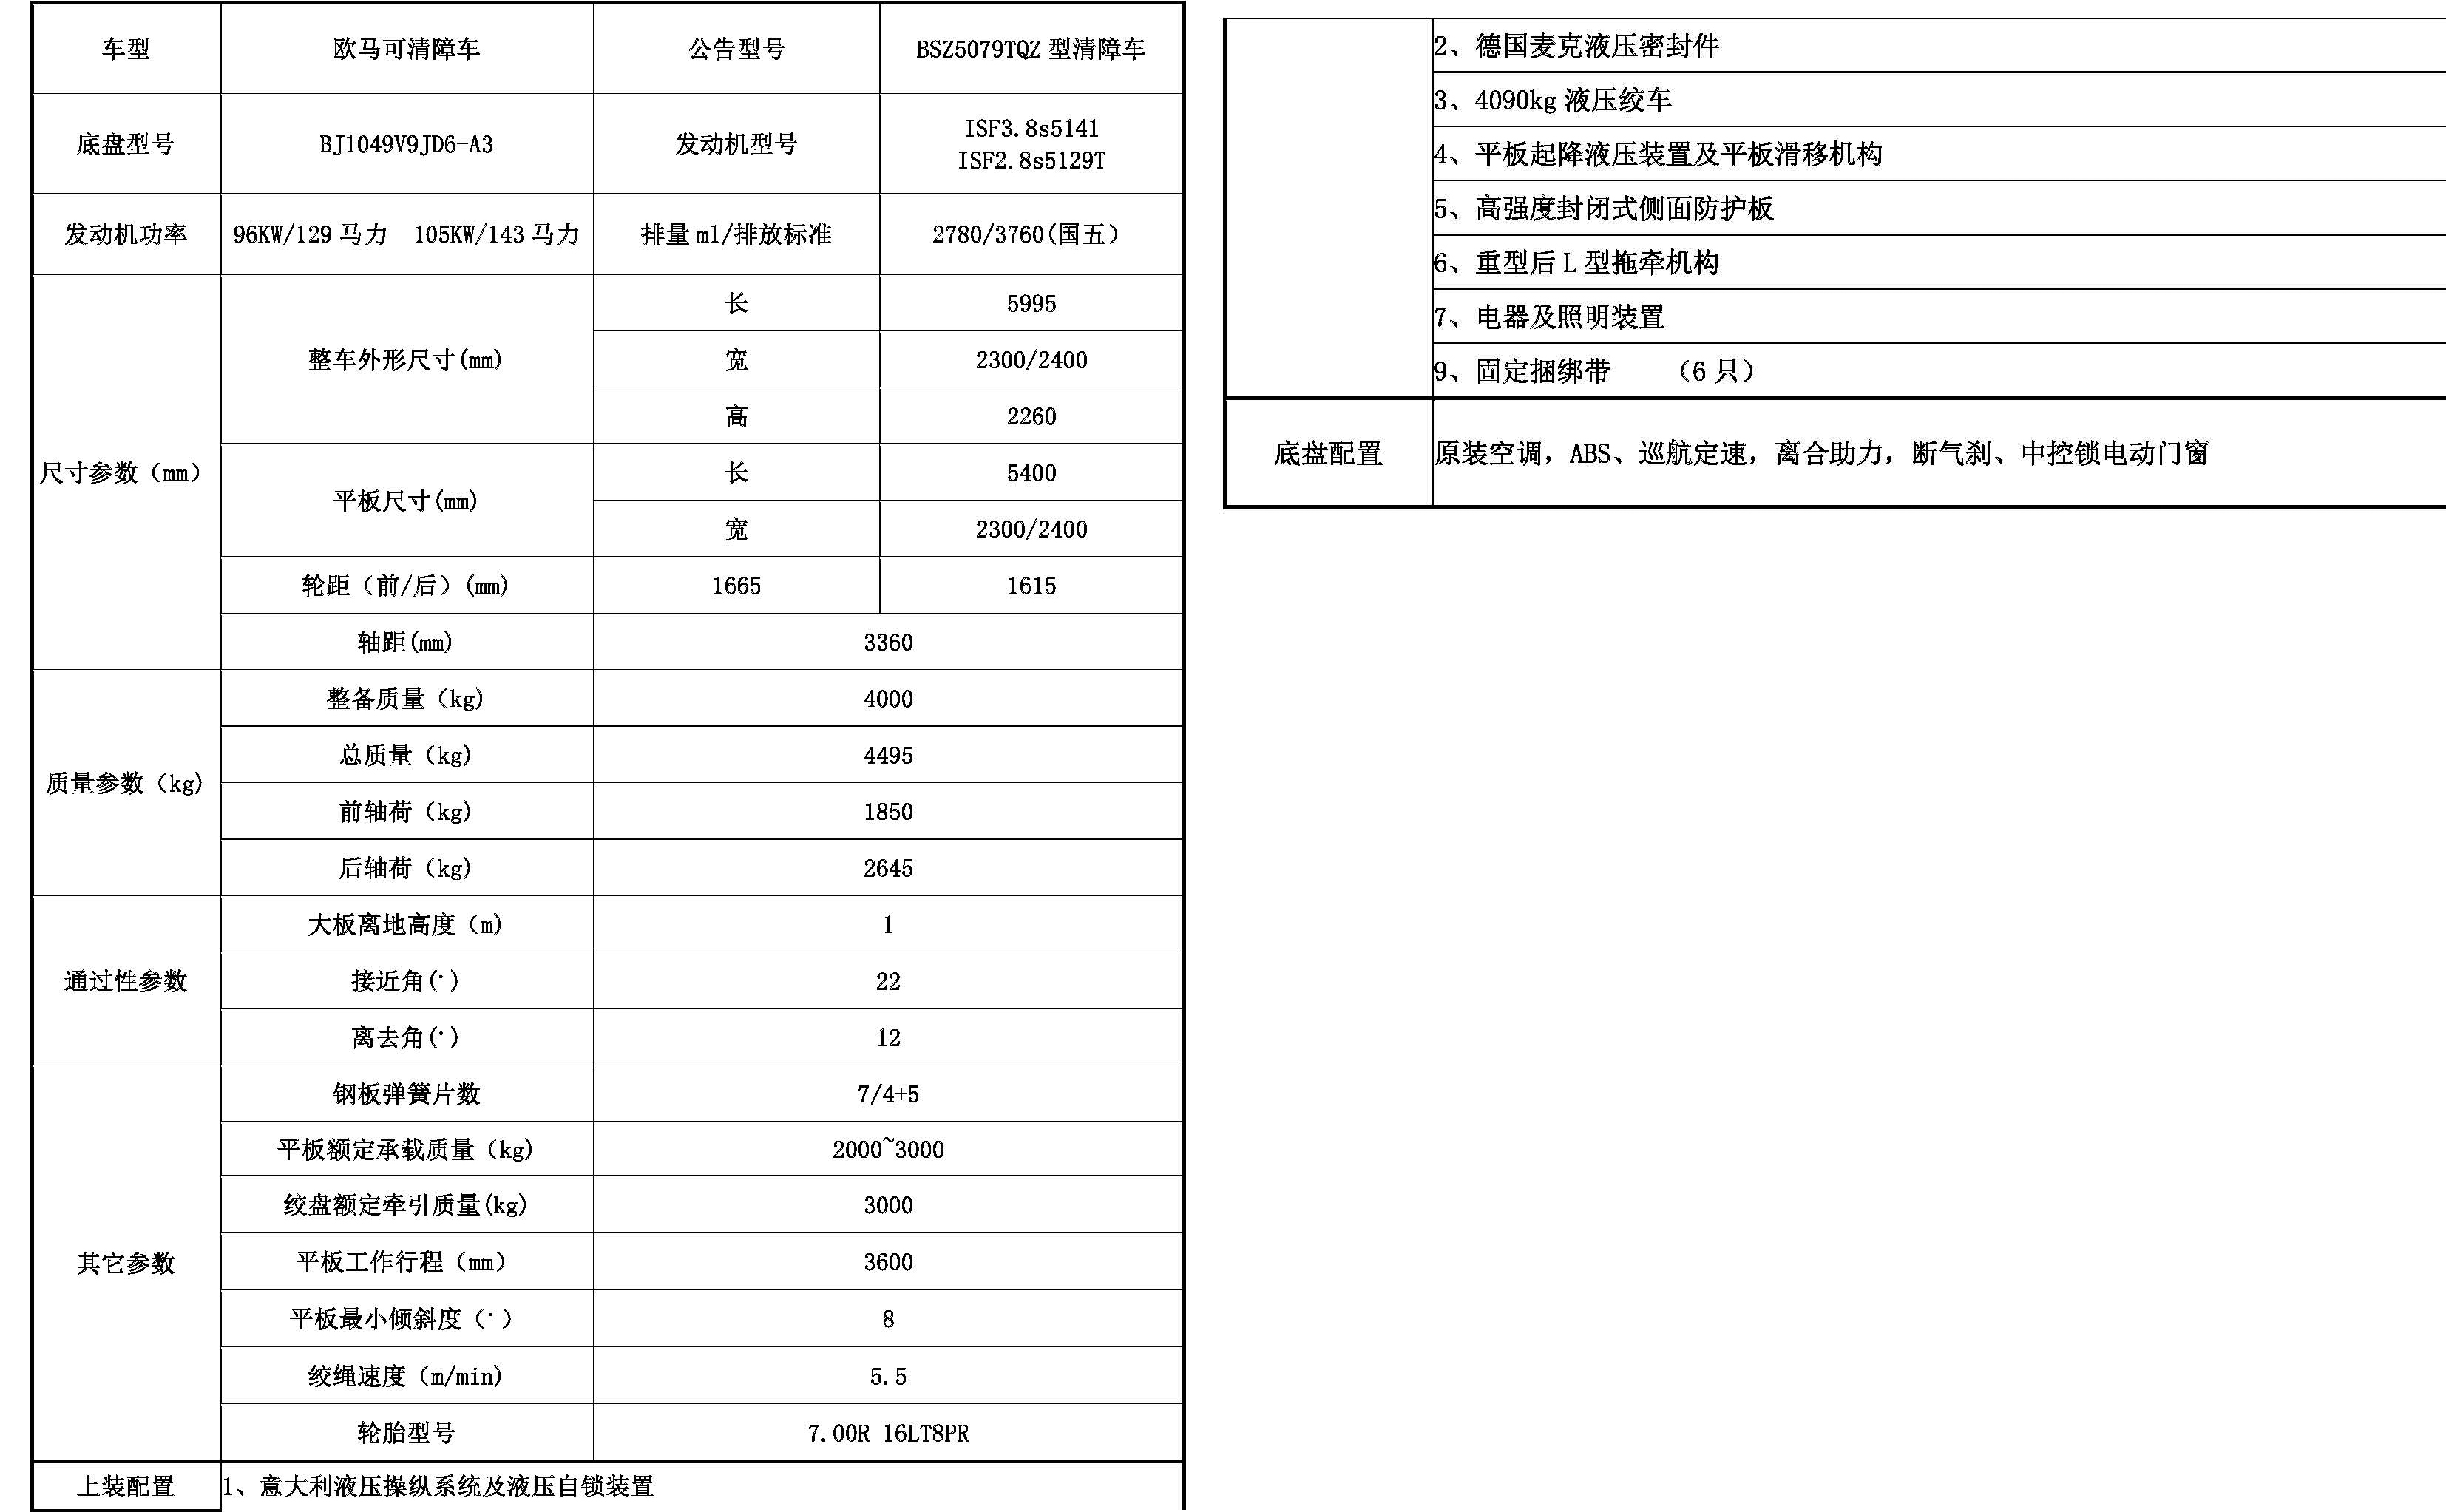 车型 欧马可清障车 公告型号 BSZ5079TQZ 型清障车
底盘型号 BJ1049V9JD6-A3 发动机型号 ISF3.8s5141
ISF2.8s5129T
发动机功率 96KW/129 马力 105KW/143 马力 排量 ml/排放标准 2780/3760(国五）
尺寸参数（mm） 整车外形尺寸(mm) 长 5995
宽 2300/2400
高 2260
平板尺寸(mm) 长 5400
宽 2300/2400
轮距（前/后）(mm) 1665 1615
轴距(mm) 3360
质量参数（kg） 整备质量（kg） 4000
总质量（kg） 4495
前轴荷（kg） 1850
后轴荷（kg） 2645
通过性参数 大板离地高度（m） 1
接近角(°) 22
离去角(°) 12
其它参数 钢板弹簧片数 7/4+5
平板额定承载质量（kg） 2000~3000
绞盘额定牵引质量(kg) 3000
平板工作行程（mm） 3600
平板最小倾斜度（°） 8
绞绳速度（m/min） 5.5
轮胎型号 7.00R 16LT8PR
上装配置 1、意大利液压操纵系统及液压自锁装置
2、德国麦克液压密封件
3、4090kg 液压绞车
4、平板起降液压装置及平板滑移机构
5、高强度封闭式侧面防护板
6、重型后 L 型拖牵机构
7、电器及照明装置
9、固定捆绑带 （6 只）
底盘配置 原装空调，ABS、巡航定速，离合助力，断气刹、中控锁电动门窗